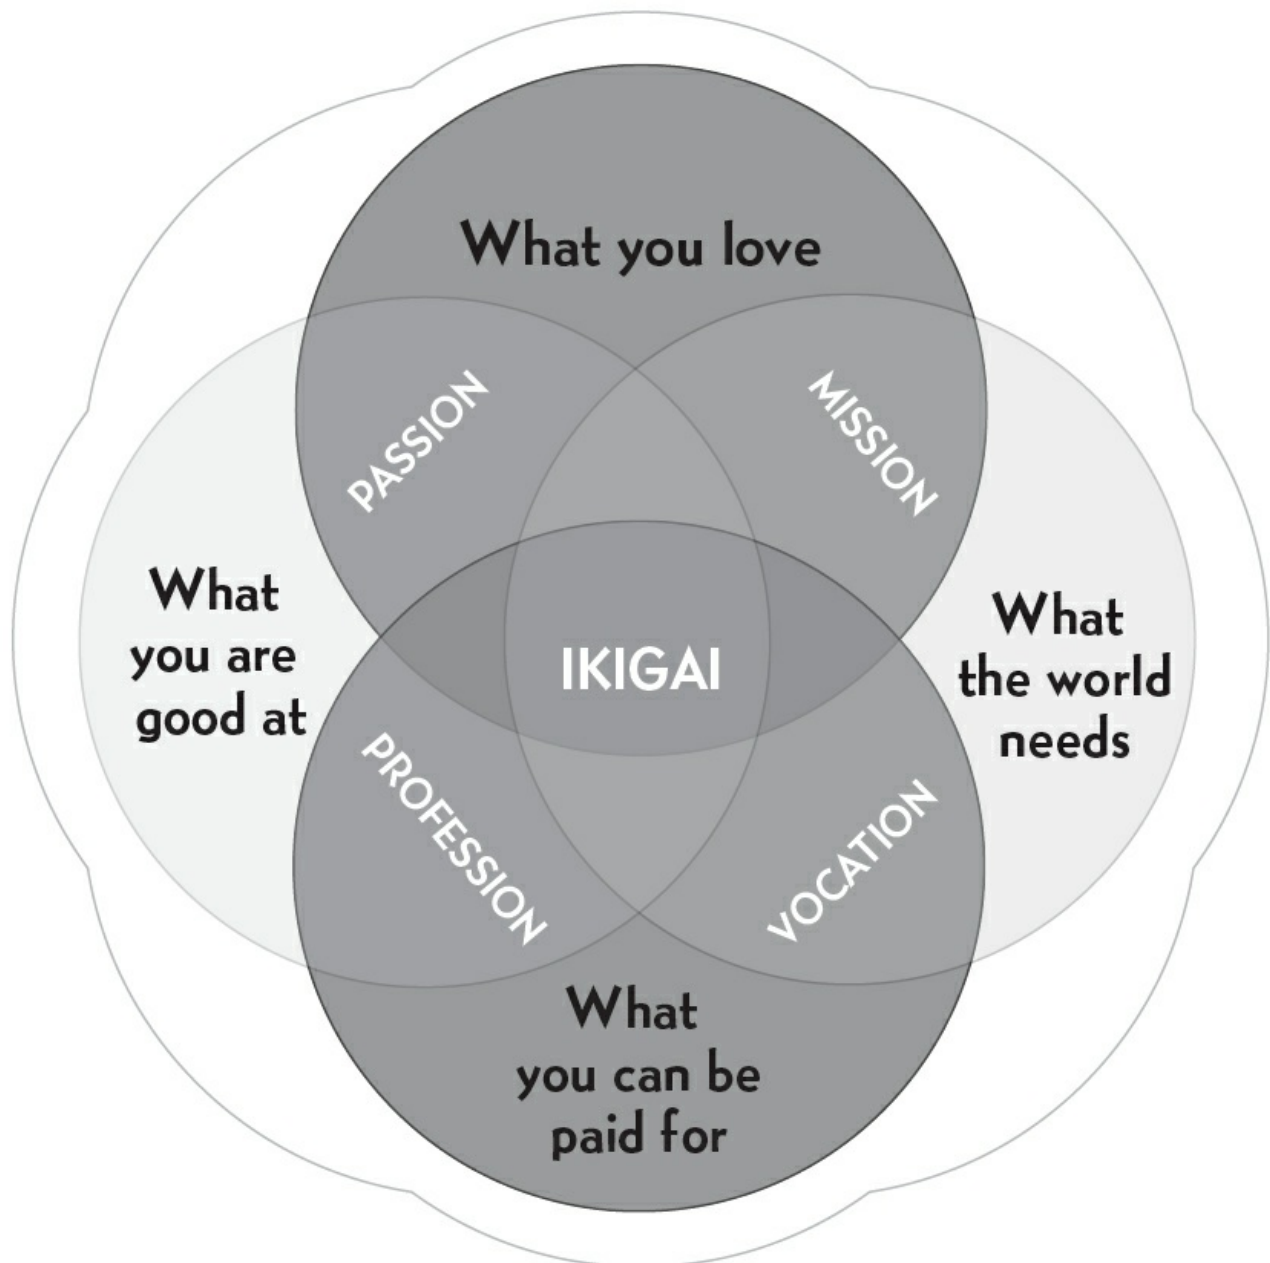 What you love
PASSION
MISSION
What
you are
good at
IKIGAI
What
the world
needs
PROFESSION
VOCATION
What
you can be
paid for